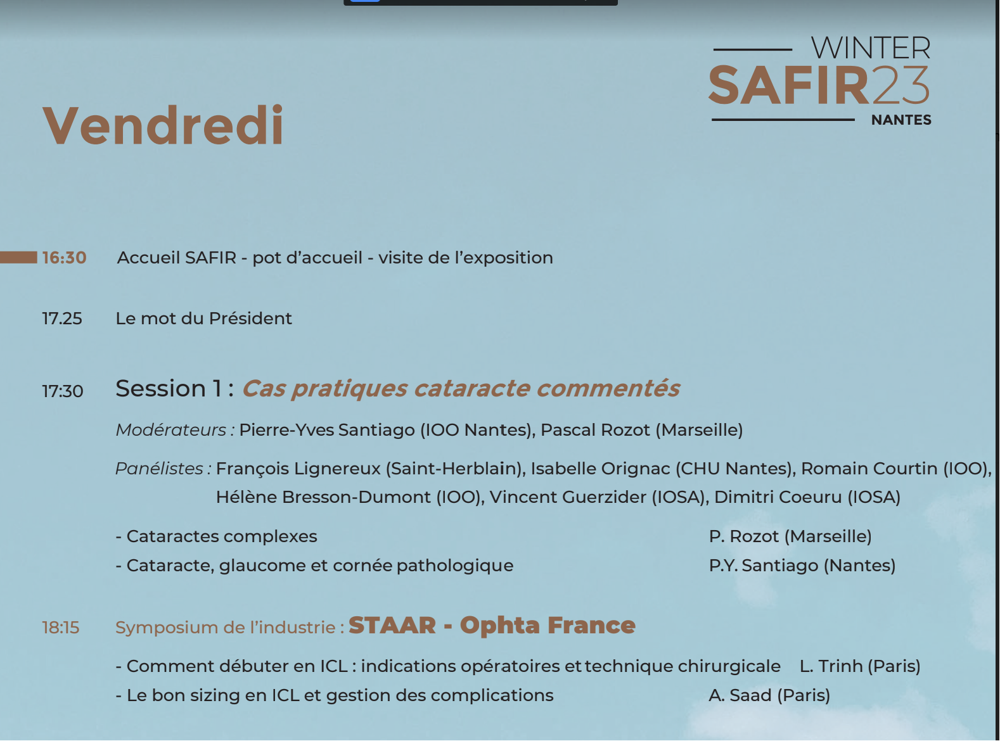 WINTER
SAFIR23
NANTES
Vendredi
16:30 Accueil SAFIR - pot d’accueil - visite de l’exposition
17.25 Le mot du Président
17:30 Session 1 : Cas pratiques cataracte commentés
Modérateurs : Pierre-Yves Santiago (IOO Nantes), Pascal Rozot (Marseille)
Panélistes : François Lignereux (Saint-Herblain), Isabelle Orignac (CHU Nantes), Romain Courtin (IOO),
Hélène Bresson-Dumont (IOO), Vincent Guerzider (IOSA), Dimitri Coeuru (IOSA)
- Cataractes complexes P. Rozot (Marseille)
- Cataracte, glaucome et cornée pathologique P.Y. Santiago (Nantes)
18:15 Symposium de l’industrie : STAAR - Ophta France
- Comment débuter en ICL : indications opératoires et technique chirurgicale L. Trinh (Paris)
- Le bon sizing en ICL et gestion des complications A. Saad (Paris)